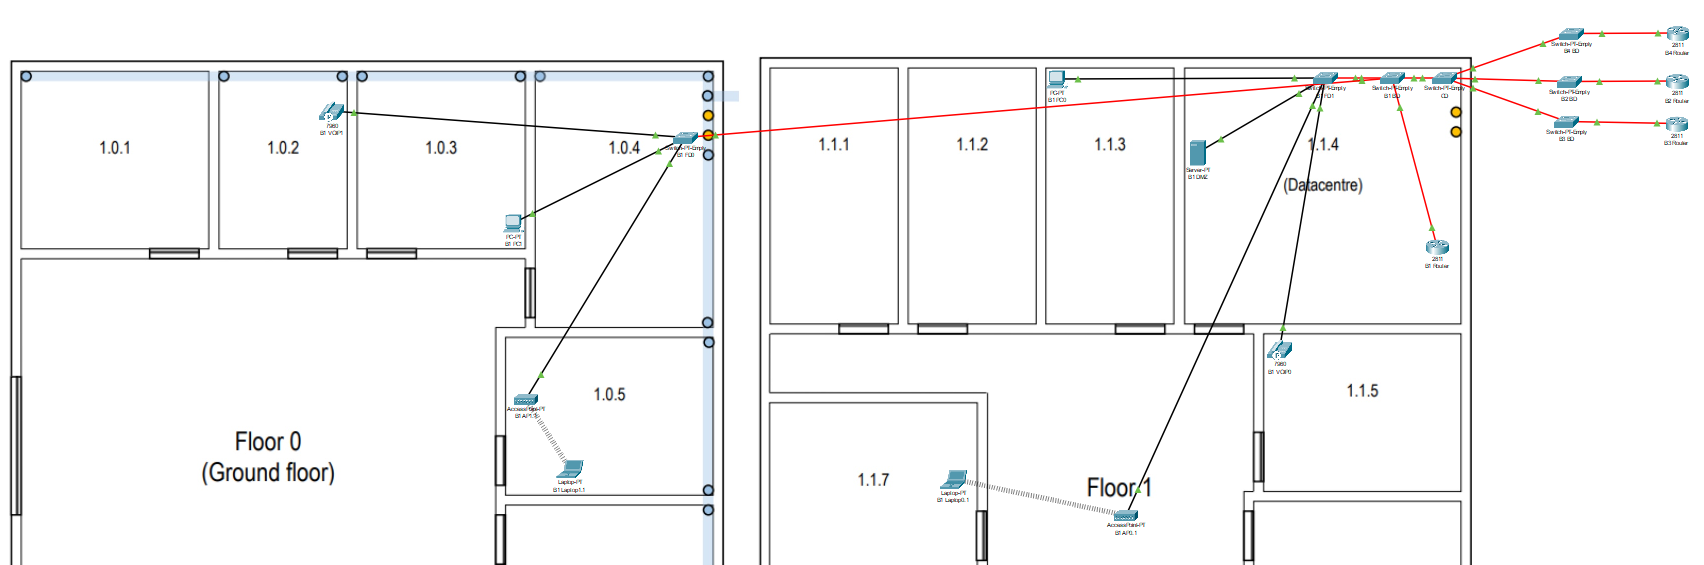 Switch-PT-Empty
B4 BD
2811
B4 Router
Switch-PT-Empty
B2 BD
2811
B2 Router
Switch-PT-Empty
B3 BD
2811
B3 Router
PC-PT
B1 PC0
Switch-PT-Empty
B1 FD1
Switch-PT-Empty
B1 BD
Switch-PT-Empty
CD
7960
B1 VOIP1
Switch-PT-Empty
B1 FD0
1.0.1
1.0.2
1.0.3
1.0.4
1.1.1
1.1.2
1.1.3
1.1.4
(Datacentre)
Server-PT
B1 DMZ
PC-PT
B1 PC1
2811
B1 Router
7960
B1 VOIP0
1.0.5
1.1.5
AccessPoint-PT
Floor 0
(Ground floor)
Laptop-PT
B1 Laptop1.1
1.1.7
Laptop-PT
B1 Laptop0.1
Floor 1
AccessPoint-PT
B1 AP0.1